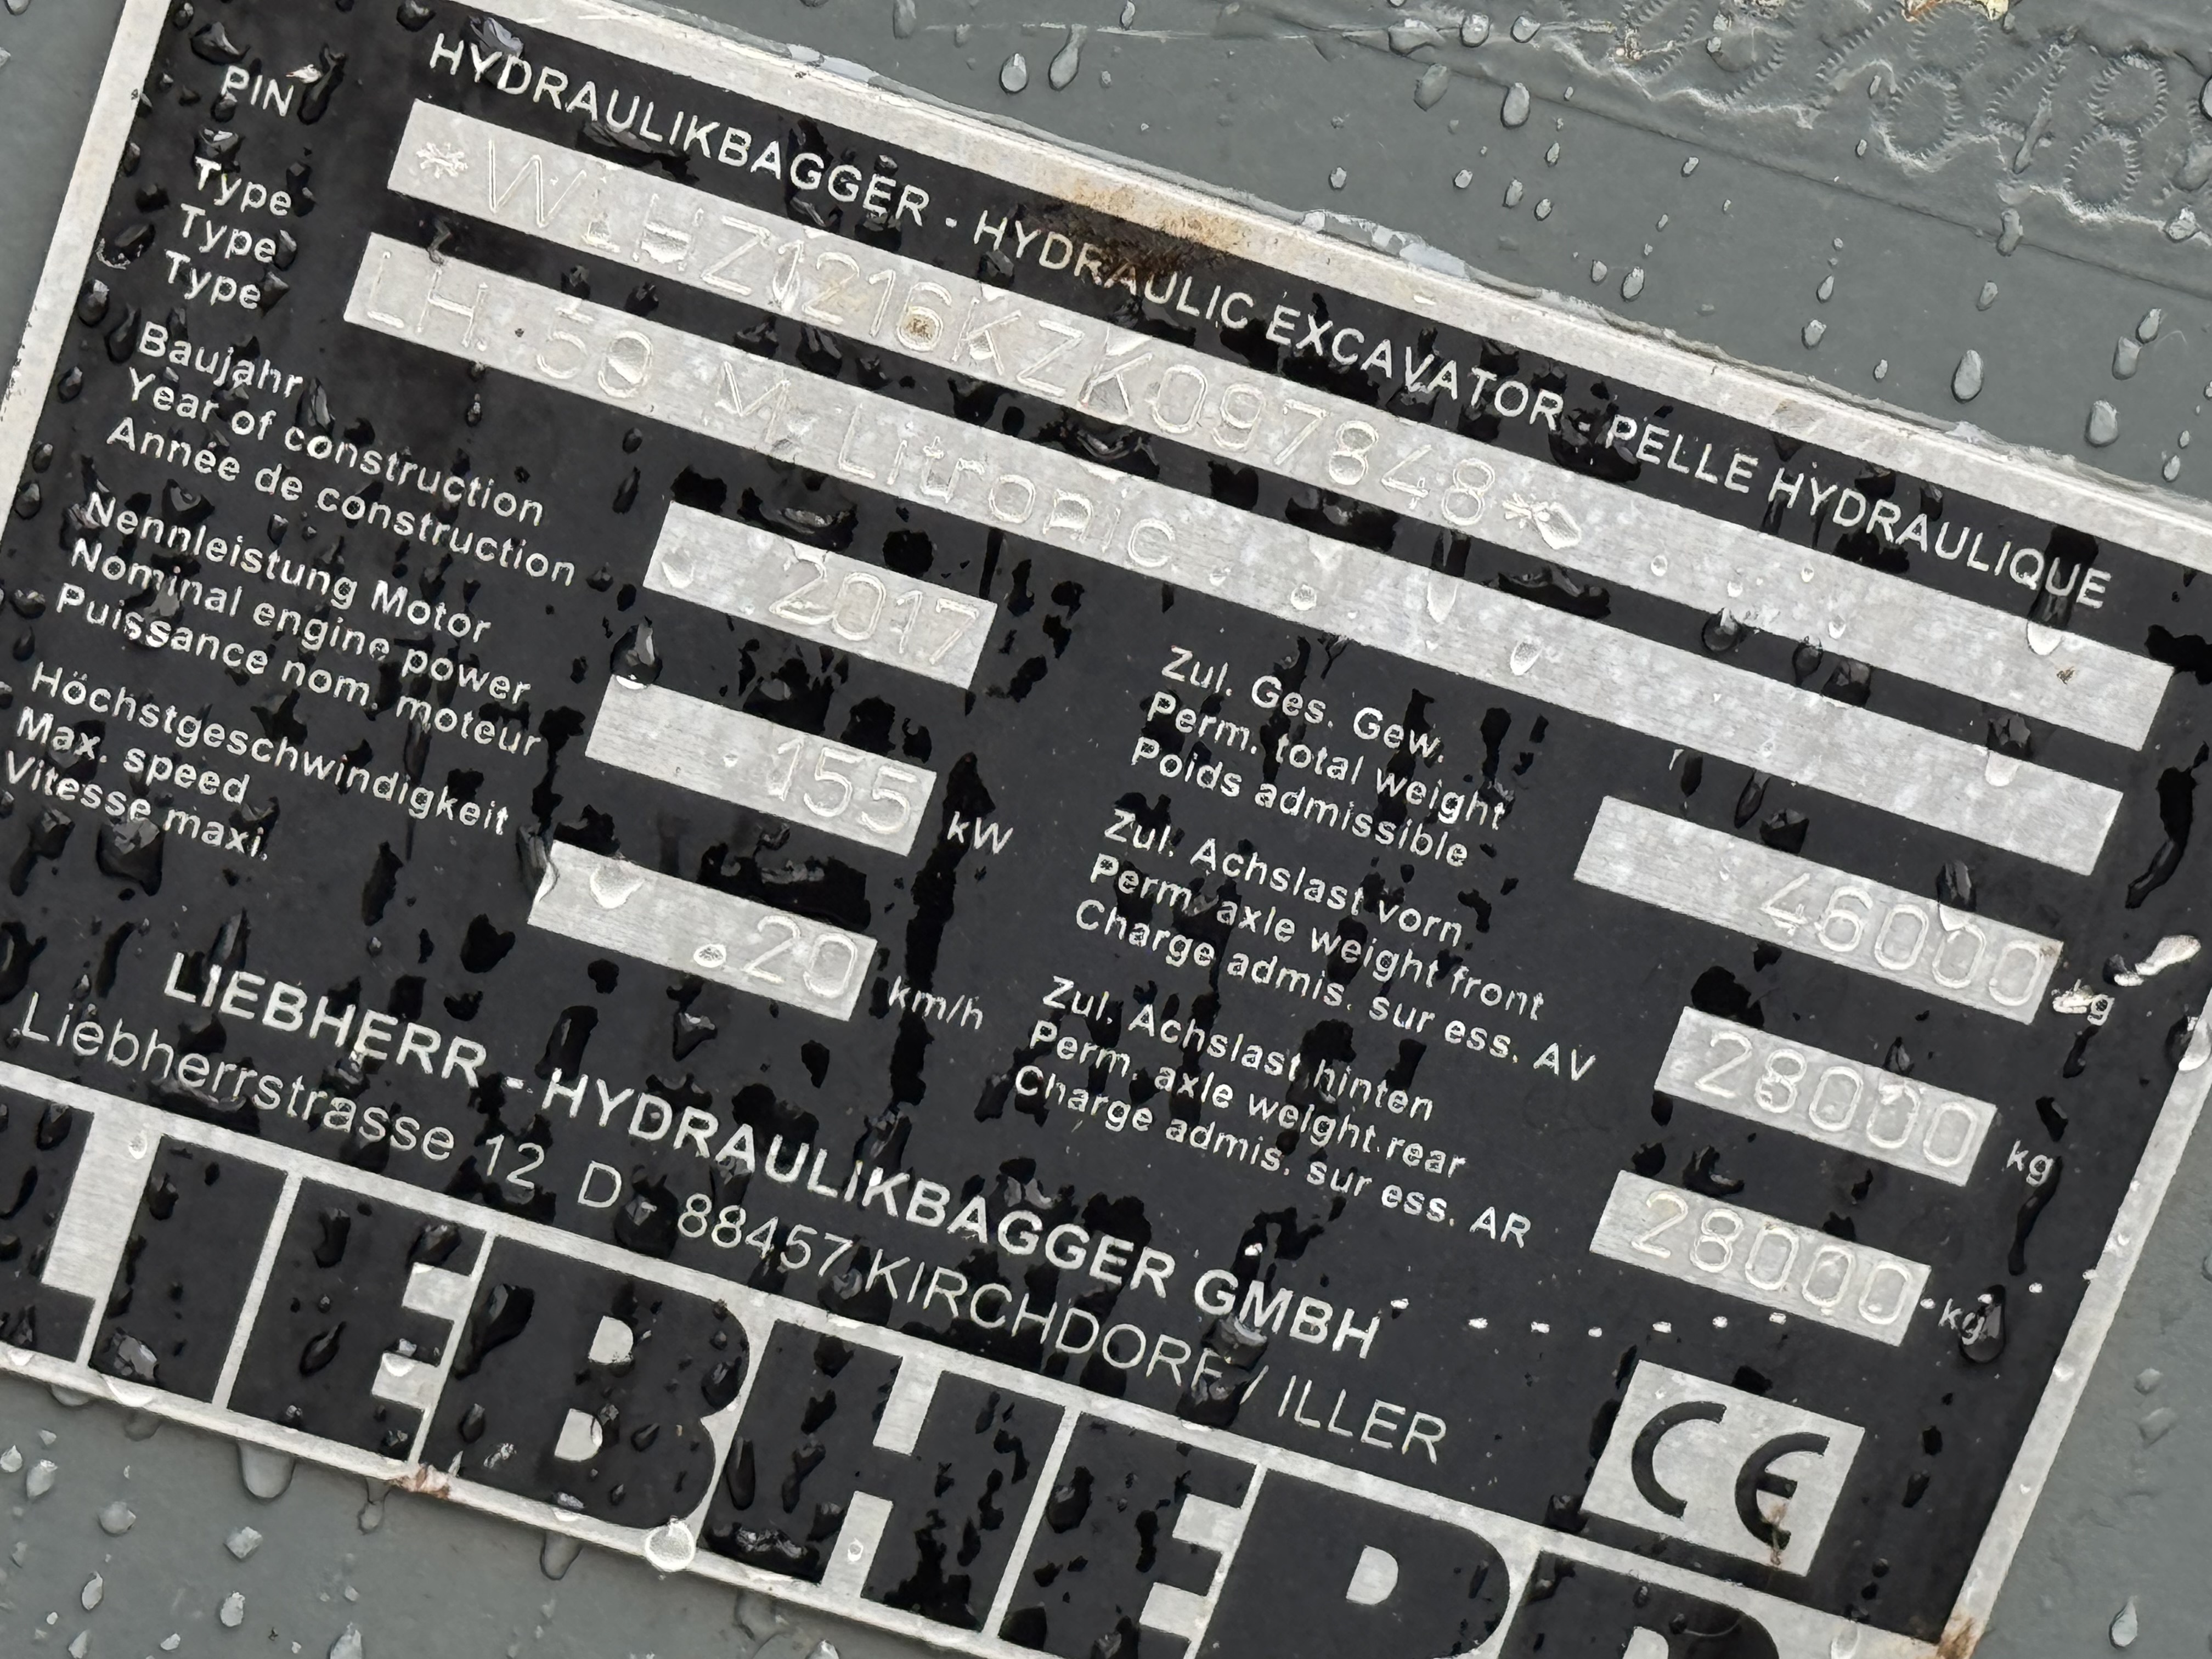 HYDRAULIKBAGGER - HYDRAULIC EXCAVATOR - PELLE HYDRAULIQUE
PIN *WLHZ1216KZK097848*
Type
Type LH 50 M Litronic
Type
Baujahr
Year of construction 2017
Année de construction
Nennleistung Motor
Nominal engine power 155 kW
Puissance nom. moteur
Höchstgeschwindigkeit
Max. speed 20 km/h
Vitesse maxi.
Zul. Ges. Gew.
Perm. total weight 46000 kg
Poids admissible
Zul. Achslast vorn
Perm. axle weight front 28000 kg
Charge admis. sur ess. AV
Zul. Achslast hinten
Perm. axle weight rear 28000 kg
Charge admis. sur ess. AR
LIEBHERR - HYDRAULIKBAGGER GMBH
Liebherrstrasse 12 D - 88457 KIRCHDORF / ILLER
CE
LIEBHERR